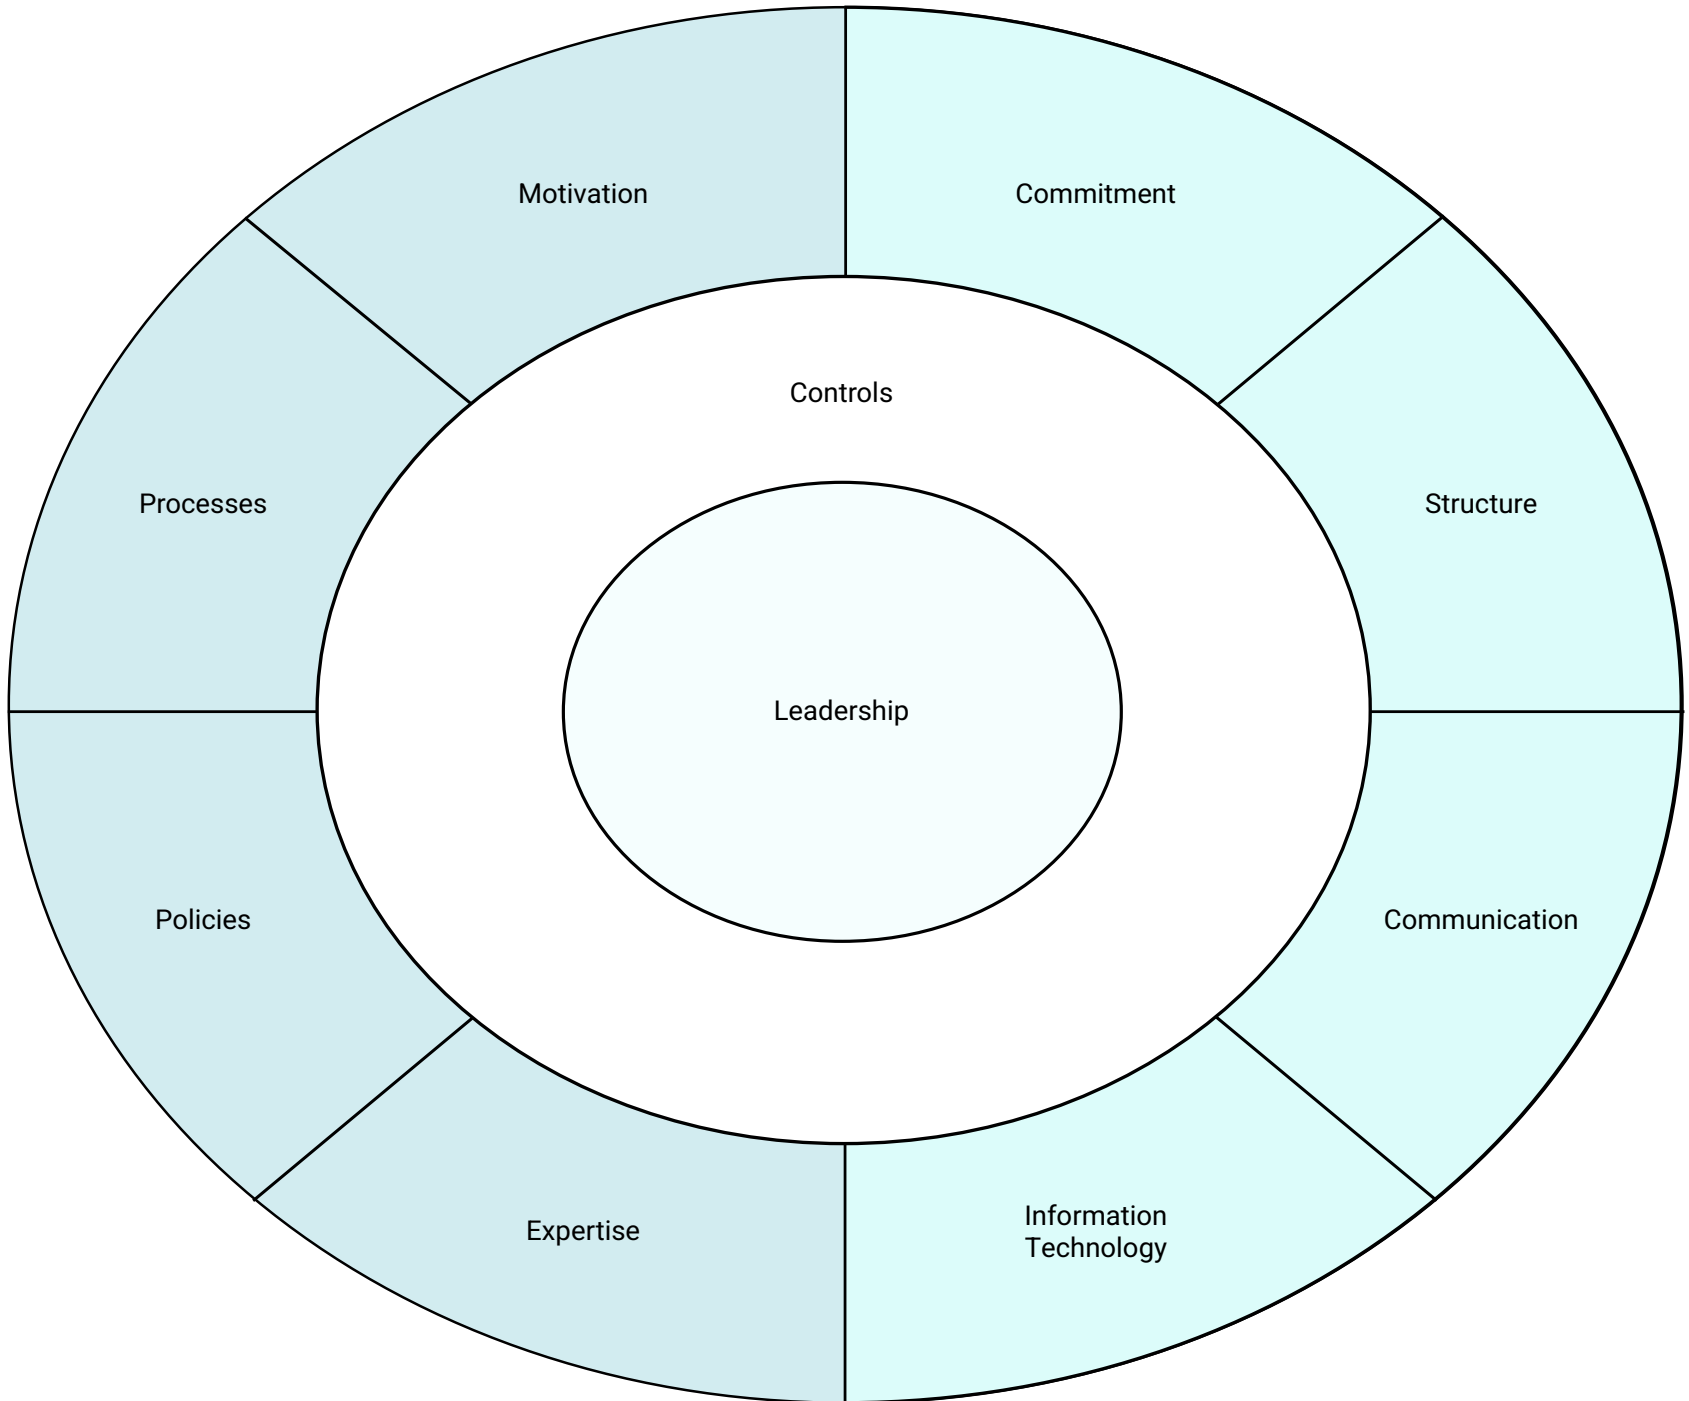 Motivation
Commitment
Controls
Processes
Structure
Leadership
Policies
Communication
Expertise
Information
Technology